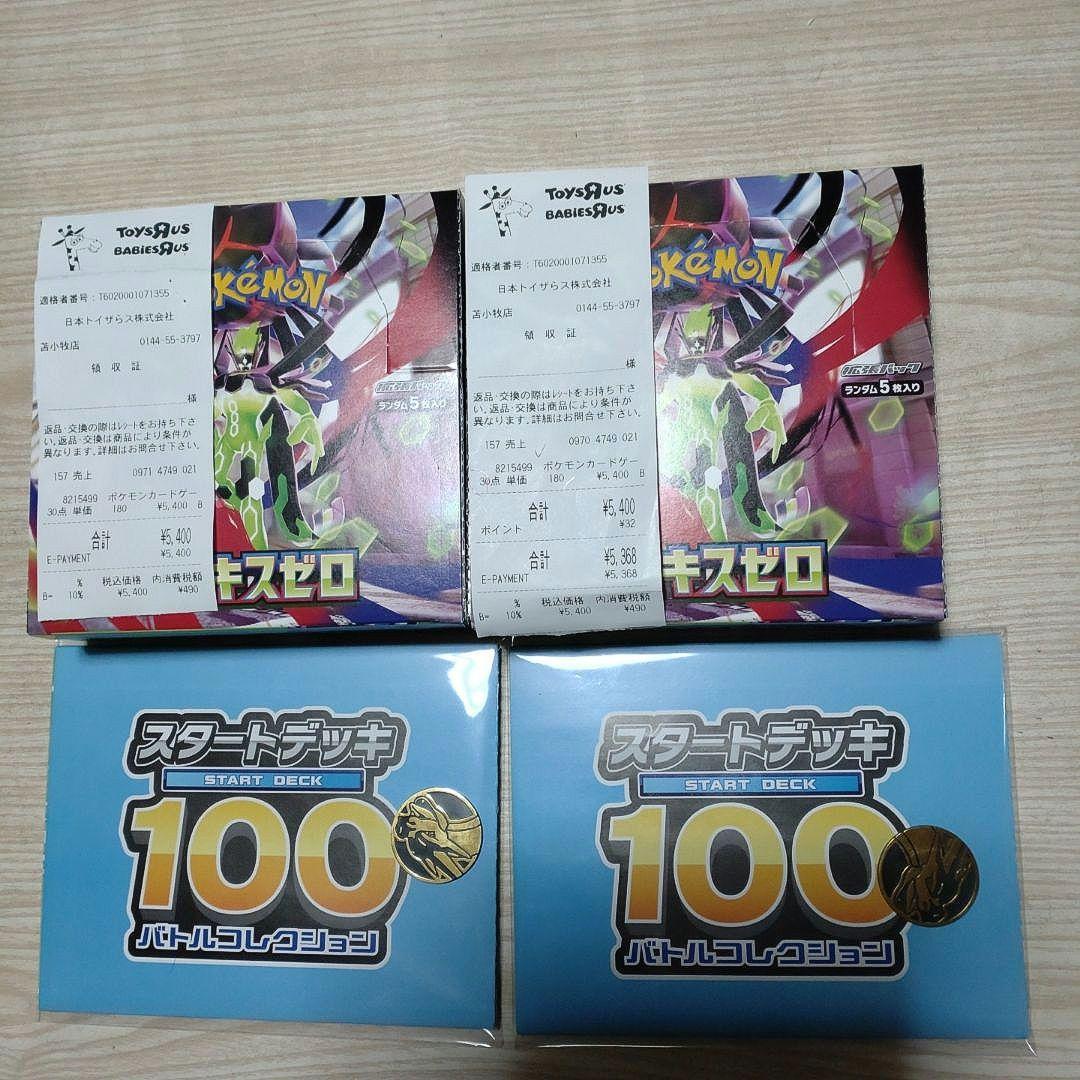 TOYSЯUS
BABIESЯUS
適格者番号: T6020001071355
日本トイザらス株式会社
苫小牧店 0144-55-3797
領 収 証
様
返品・交換の際はレシートをお持ち下さ
い。返品・交換は商品により条件が
異なります。詳細はお問合せ下さい。
157 売上 0971 4749 021
8215499 ポケモンカードゲー
30点 単価 180 ¥5,400 B
合計 ¥5,400
E-PAYMENT ¥5,400
% 税込価格 内消費税額
B= 10% ¥5,400 ¥490
POKÉMON
拡張パック
ランダム5枚入り
キスゼロ
TOYSЯUS
BABIESЯUS
適格者番号: T6020001071355
日本トイザらス株式会社
苫小牧店 0144-55-3797
領 収 証
様
返品・交換の際はレシートをお持ち下さ
い。返品・交換は商品により条件が
異なります。詳細はお問合せ下さい。
157 売上 0970 4749 021
8215499 ポケモンカードゲー
30点 単価 180 ¥5,400 B
合計 ¥5,400
ポイント ¥32
合計 ¥5,368
E-PAYMENT ¥5,368
% 税込価格 内消費税額
B= 10% ¥5,400 ¥490
POKÉMON
拡張パック
ランダム5枚入り
キスゼロ
スタートデッキ
START DECK
100
バトルコレクション
スタートデッキ
START DECK
100
バトルコレクション